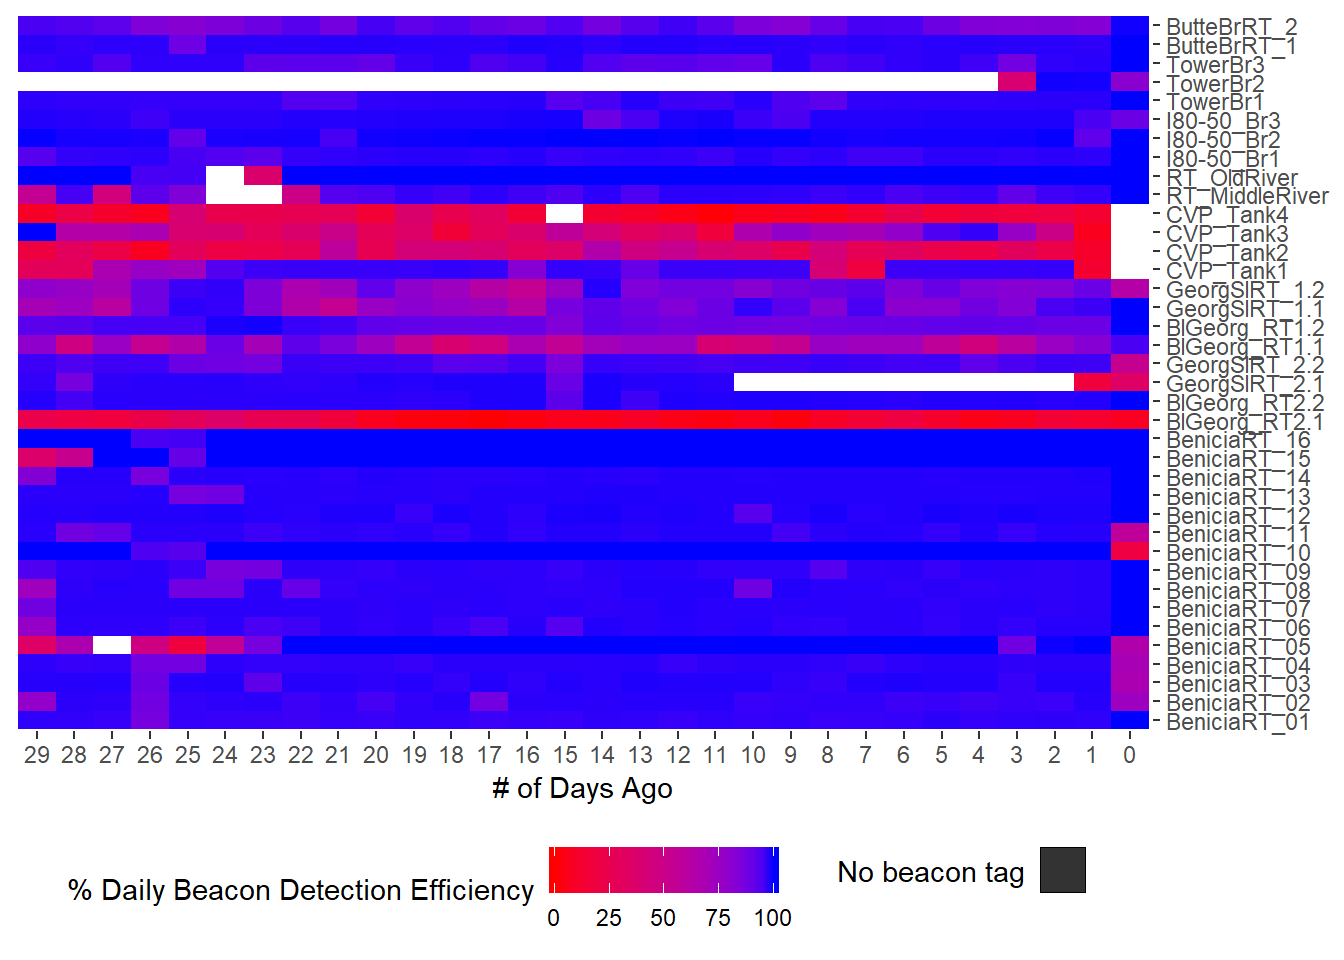 ButteBrRT_2
ButteBrRT_1
TowerBr3
TowerBr2
TowerBr1
I80-50_Br3
I80-50_Br2
I80-50_Br1
RT_OldRiver
RT_MiddleRiver
CVP_Tank4
CVP_Tank3
CVP_Tank2
CVP_Tank1
GeorgSlRT_1.2
GeorgSlRT_1.1
BlGeorg_RT1.2
BlGeorg_RT1.1
GeorgSlRT_2.2
GeorgSlRT_2.1
BlGeorg_RT2.2
BlGeorg_RT2.1
BeniciaRT_16
BeniciaRT_15
BeniciaRT_14
BeniciaRT_13
BeniciaRT_12
BeniciaRT_11
BeniciaRT_10
BeniciaRT_09
BeniciaRT_08
BeniciaRT_07
BeniciaRT_06
BeniciaRT_05
BeniciaRT_04
BeniciaRT_03
BeniciaRT_02
BeniciaRT_01
29 28 27 26 25 24 23 22 21 20 19 18 17 16 15 14 13 12 11 10 9 8 7 6 5 4 3 2 1 0
# of Days Ago
% Daily Beacon Detection Efficiency
0 25 50 75 100
No beacon tag